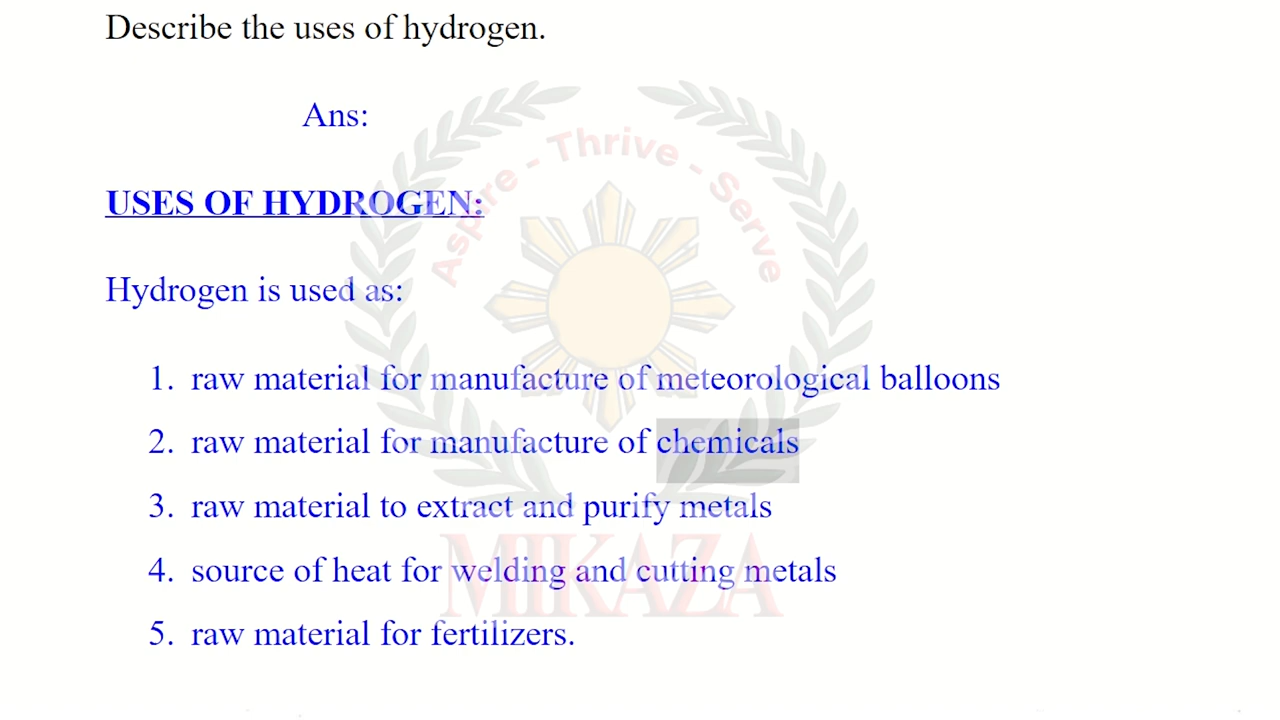 Describe the uses of hydrogen.
Ans:
Aspire - Thrive - Serve
USES OF HYDROGEN:
Hydrogen is used as:
1. raw material for manufacture of meteorological balloons
2. raw material for manufacture of chemicals
3. raw material to extract and purify metals
4. source of heat for welding and cutting metals
MIKAZA
5. raw material for fertilizers.